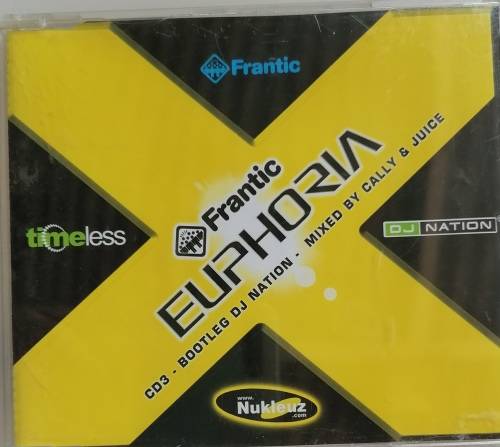 Frantic
Frantic
EUPHORIA
CD3 - BOOTLEG DJ NATION - MIXED BY CALLY & JUICE
timeless
DJ NATION
www.
Nukleuz
.com